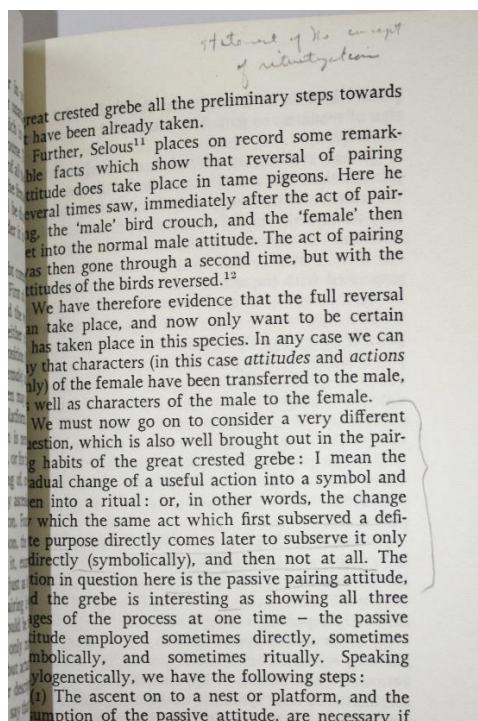 statement of the concept
of ritualization
great crested grebe all the preliminary steps towards
have been already taken.
Further, Selous11 places on record some remark-
ble facts which show that reversal of pairing
ttitude does take place in tame pigeons. Here he
everal times saw, immediately after the act of pair-
ng, the ‘male’ bird crouch, and the ‘female’ then
et into the normal male attitude. The act of pairing
as then gone through a second time, but with the
ttitudes of the birds reversed.12
We have therefore evidence that the full reversal
an take place, and now only want to be certain
has taken place in this species. In any case we can
y that characters (in this case attitudes and actions
nly) of the female have been transferred to the male,
well as characters of the male to the female.
We must now go on to consider a very different
uestion, which is also well brought out in the pair-
g habits of the great crested grebe: I mean the
adual change of a useful action into a symbol and
en into a ritual: or, in other words, the change
which the same act which first subserved a defi-
te purpose directly comes later to subserve it only
directly (symbolically), and then not at all. The
tion in question here is the passive pairing attitude,
d the grebe is interesting as showing all three
ages of the process at one time – the passive
titude employed sometimes directly, sometimes
mbolically, and sometimes ritually. Speaking
ylogenetically, we have the following steps:
(1) The ascent on to a nest or platform, and the
sumption of the passive attitude, are necessary if